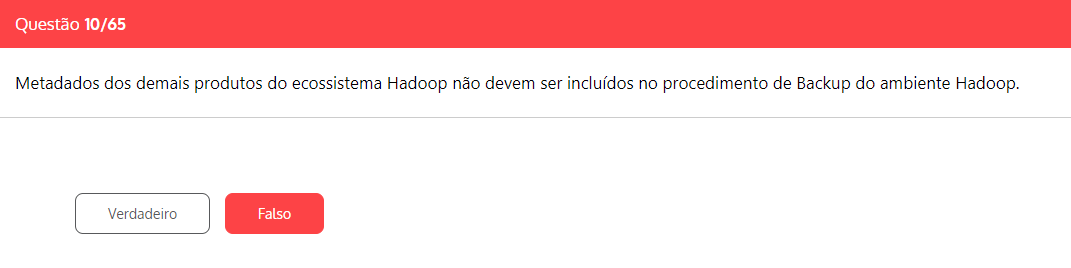 Questão 10/65
Metadados dos demais produtos do ecossistema Hadoop não devem ser incluídos no procedimento de Backup do ambiente Hadoop.
Verdadeiro
Falso